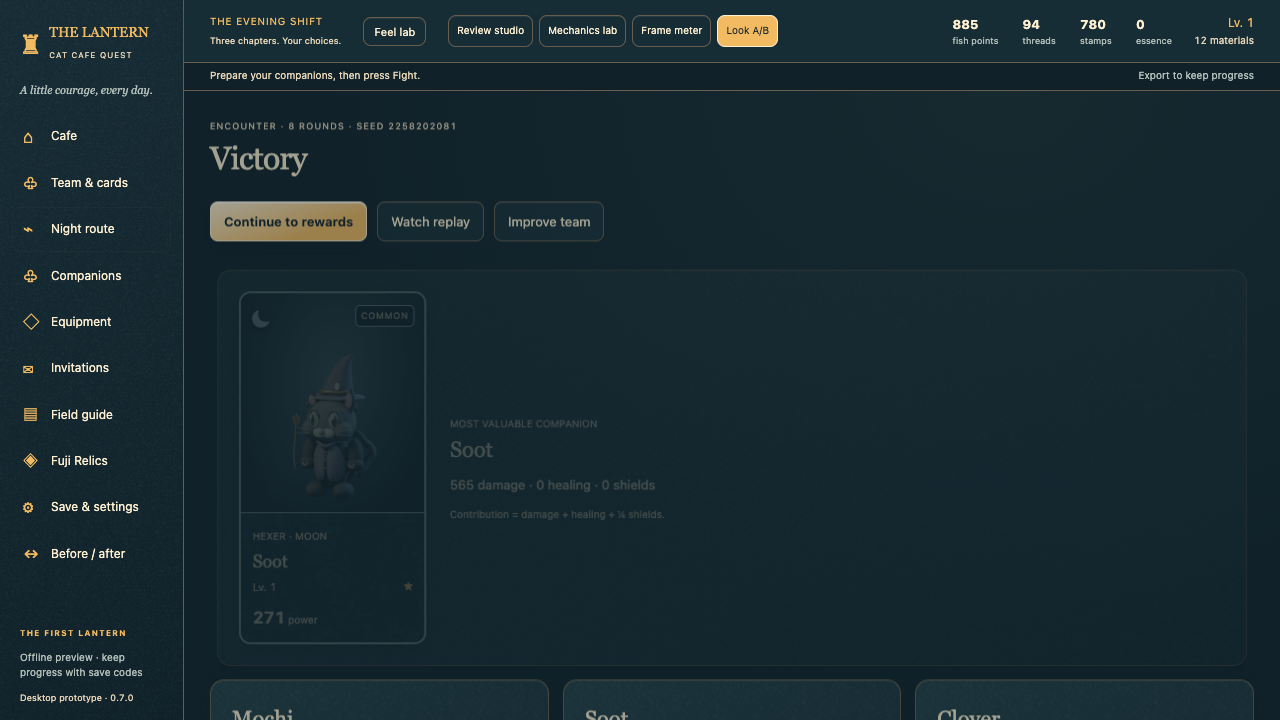 THE LANTERN
CAT CAFE QUEST
A little courage, every day.
Cafe
Team & cards
Night route
Companions
Equipment
Invitations
Field guide
Fuji Relics
Save & settings
Before / after
THE FIRST LANTERN
Offline preview · keep
progress with save codes
Desktop prototype · 0.7.0
THE EVENING SHIFT
Three chapters. Your choices.
Feel lab
Review studio
Mechanics lab
Frame meter
Look A/B
885
fish points
94
threads
780
stamps
0
essence
Lv. 1
12 materials
Prepare your companions, then press Fight.
Export to keep progress
ENCOUNTER · 8 ROUNDS · SEED 2258202081
Victory
Continue to rewards
Watch replay
Improve team
COMMON
HEXER · MOON
Soot
Lv. 1
271 power
MOST VALUABLE COMPANION
Soot
565 damage · 0 healing · 0 shields
Contribution = damage + healing + ¼ shields.
Mochi
Soot
Clover